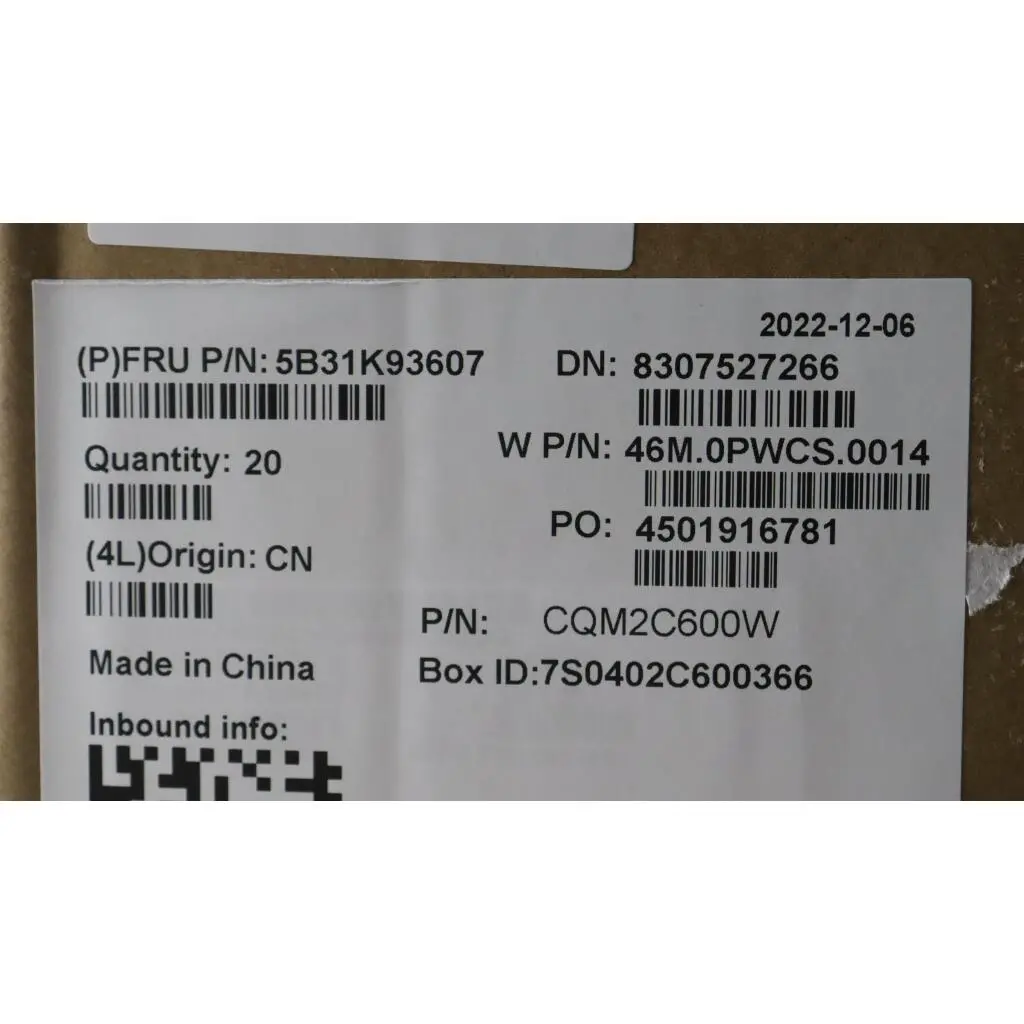 2022-12-06
(P)FRU P/N: 5B31K93607
DN: 8307527266
Quantity: 20
W P/N: 46M.0PWCS.0014
PO: 4501916781
(4L)Origin: CN
P/N: CQM2C600W
Made in China
Box ID:7S0402C600366
Inbound info: